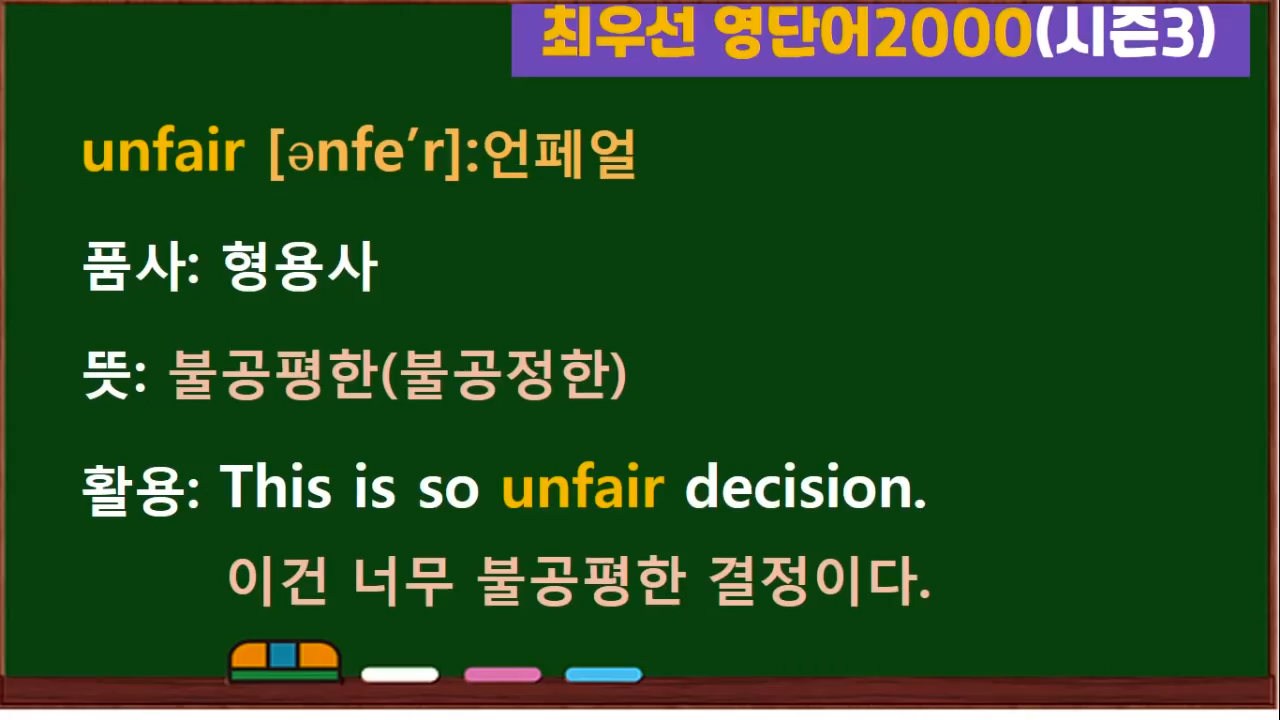 최우선 영단어2000(시즌3)
unfair [ənfe′r]:언페얼
품사: 형용사
뜻: 불공평한(불공정한)
활용: This is so unfair decision.
이건 너무 불공평한 결정이다.